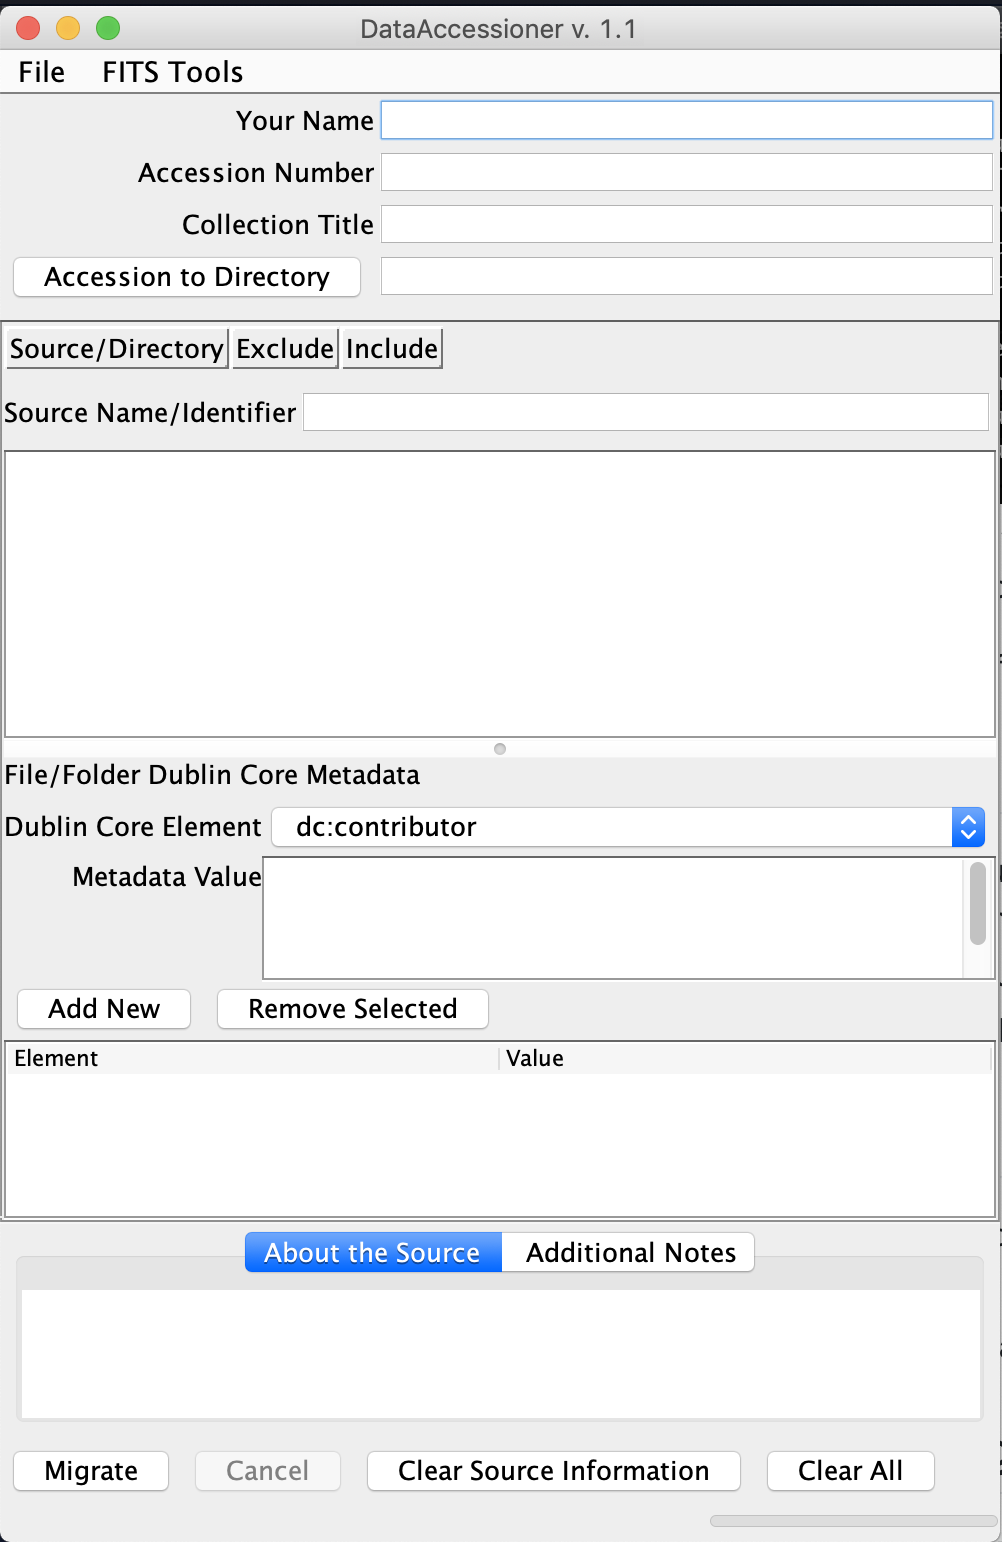 DataAccessioner v. 1.1
File FITS Tools
Your Name
Accession Number
Collection Title
Accession to Directory
Source/Directory Exclude Include
Source Name/Identifier
File/Folder Dublin Core Metadata
Dublin Core Element dc:contributor
Metadata Value
Add New Remove Selected
Element Value
About the Source Additional Notes
Migrate Cancel Clear Source Information Clear All